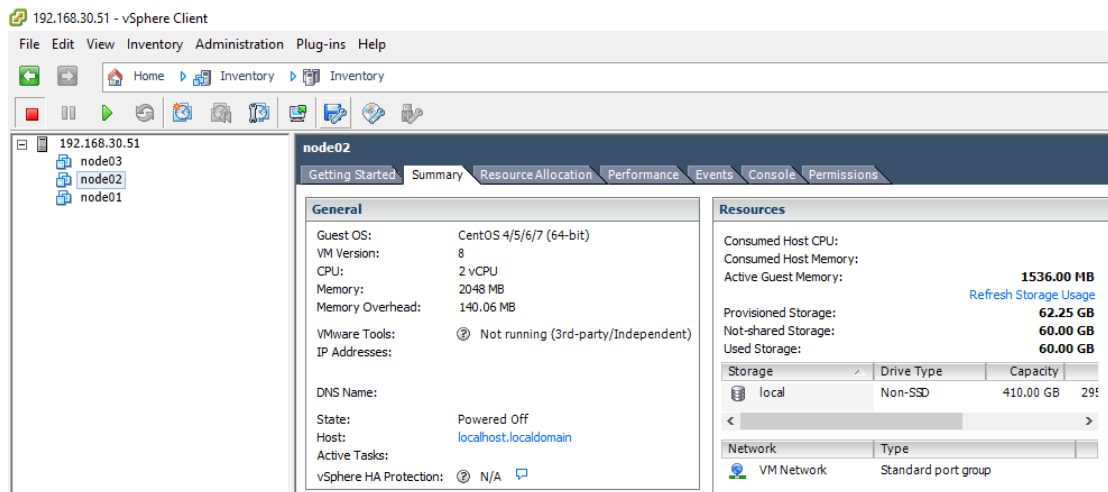 192.168.30.51 - vSphere Client
File Edit View Inventory Administration Plug-ins Help
Home Inventory Inventory
192.168.30.51
node03
node02
node01
node02
Getting Started Summary Resource Allocation Performance Events Console Permissions
General
Guest OS: CentOS 4/5/6/7 (64-bit)
VM Version: 8
CPU: 2 vCPU
Memory: 2048 MB
Memory Overhead: 140.06 MB
VMware Tools: Not running (3rd-party/Independent)
IP Addresses:
DNS Name:
State: Powered Off
Host: localhost.localdomain
Active Tasks:
vSphere HA Protection: N/A
Resources
Consumed Host CPU:
Consumed Host Memory:
Active Guest Memory: 1536.00 MB
Refresh Storage Usage
Provisioned Storage: 62.25 GB
Not-shared Storage: 60.00 GB
Used Storage: 60.00 GB
Storage Drive Type Capacity
local Non-SSD 410.00 GB
Network Type
VM Network Standard port group